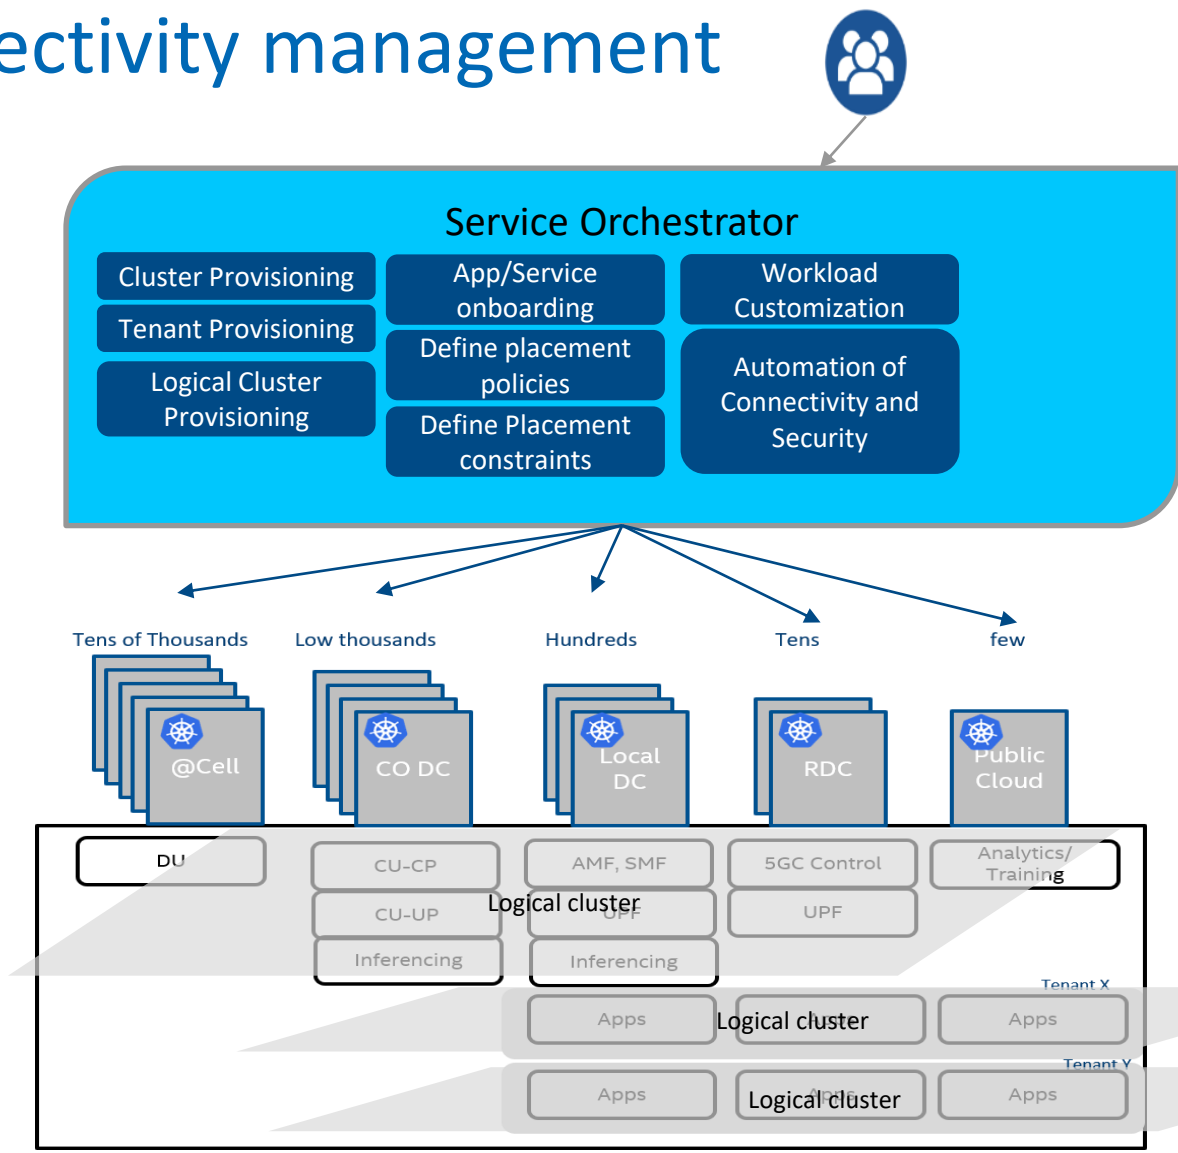 ectivity management
Service Orchestrator
Cluster Provisioning
Tenant Provisioning
Logical Cluster
Provisioning
App/Service
onboarding
Define placement
policies
Define Placement
constraints
Workload
Customization
Automation of
Connectivity and
Security
Tens of Thousands
Low thousands
Hundreds
Tens
few
@Cell
CO DC
Local
DC
RDC
Public
Cloud
DU
CU-CP
AMF, SMF
5GC Control
Analytics/
Training
Logical cluster
CU-UP
UPF
UPF
Inferencing
Inferencing
Tenant X
Apps
Logical cluster
Apps
Apps
Tenant Y
Apps
Logical cluster
Apps
Apps